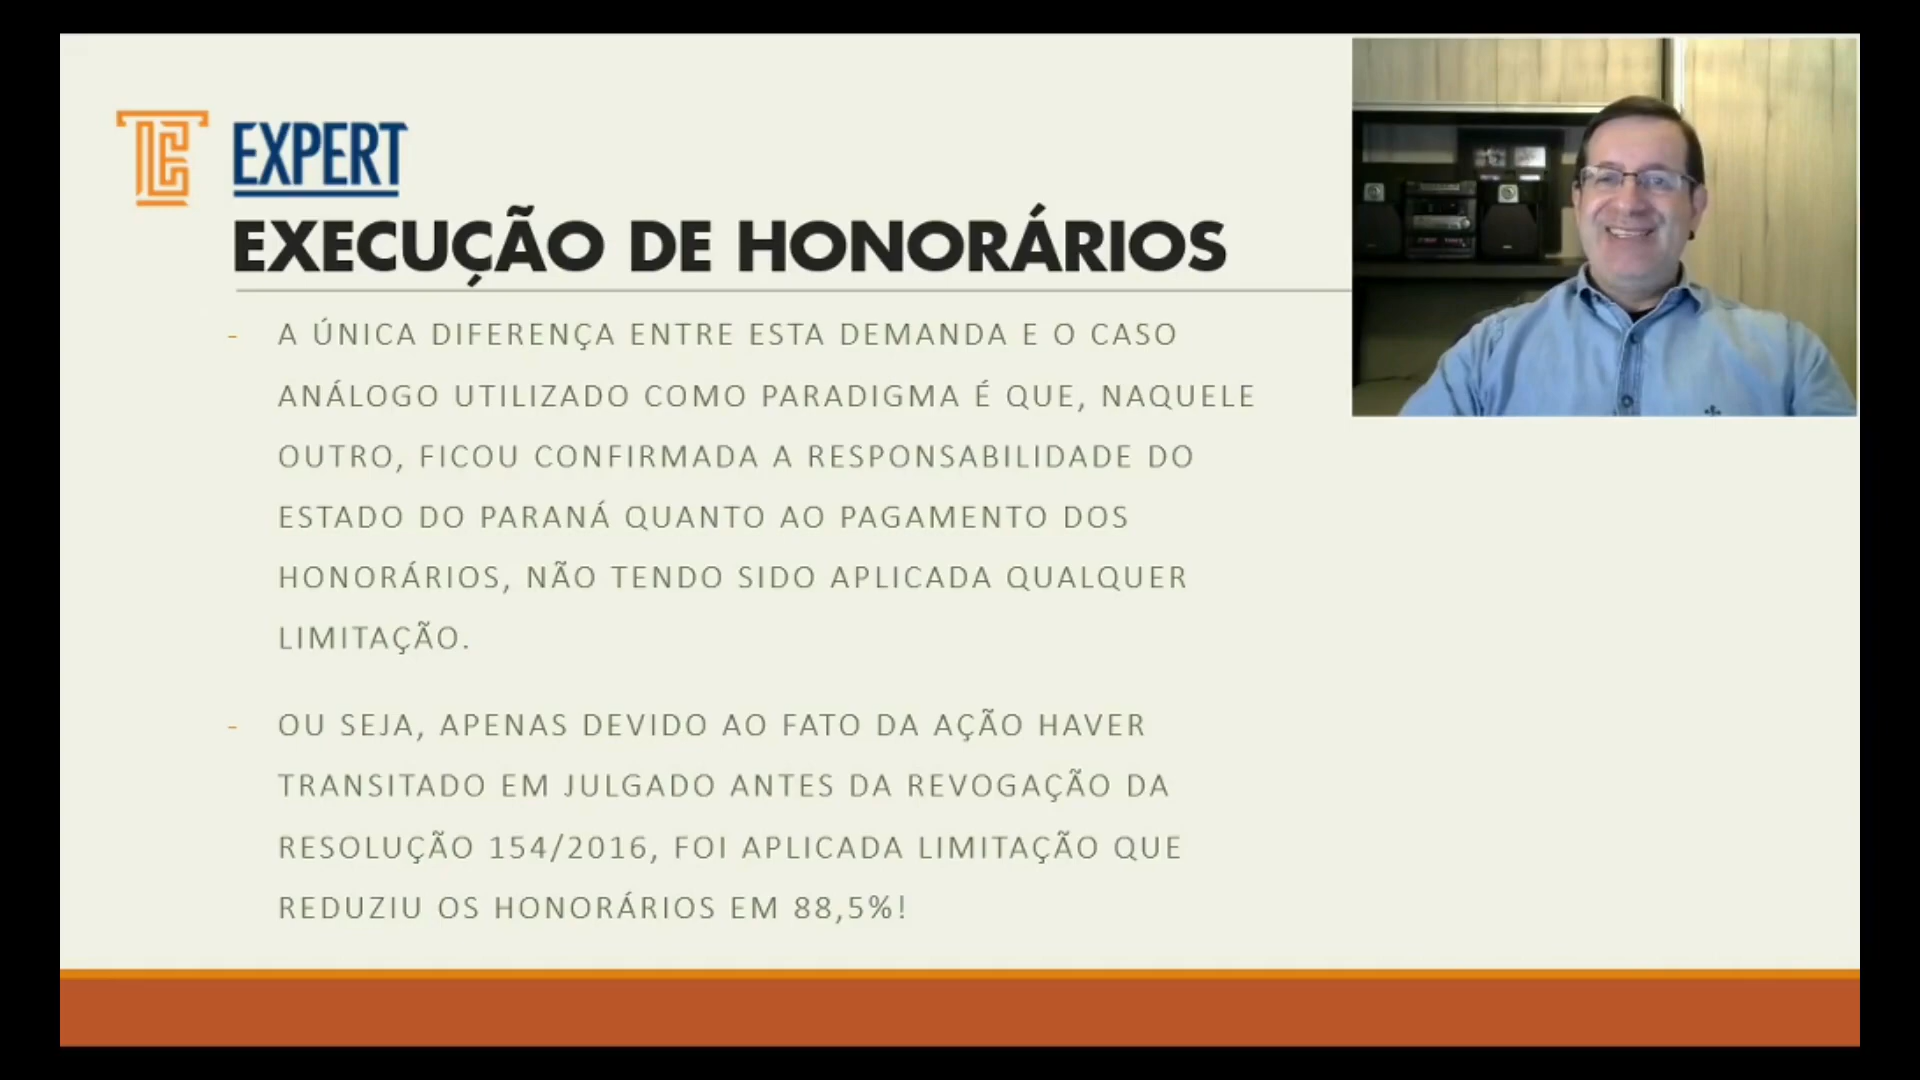 EXPERT
EXECUÇÃO DE HONORÁRIOS
- A ÚNICA DIFERENÇA ENTRE ESTA DEMANDA E O CASO
ANÁLOGO UTILIZADO COMO PARADIGMA É QUE, NAQUELE
OUTRO, FICOU CONFIRMADA A RESPONSABILIDADE DO
ESTADO DO PARANÁ QUANTO AO PAGAMENTO DOS
HONORÁRIOS, NÃO TENDO SIDO APLICADA QUALQUER
LIMITAÇÃO.
- OU SEJA, APENAS DEVIDO AO FATO DA AÇÃO HAVER
TRANSITADO EM JULGADO ANTES DA REVOGAÇÃO DA
RESOLUÇÃO 154/2016, FOI APLICADA LIMITAÇÃO QUE
REDUZIU OS HONORÁRIOS EM 88,5%!